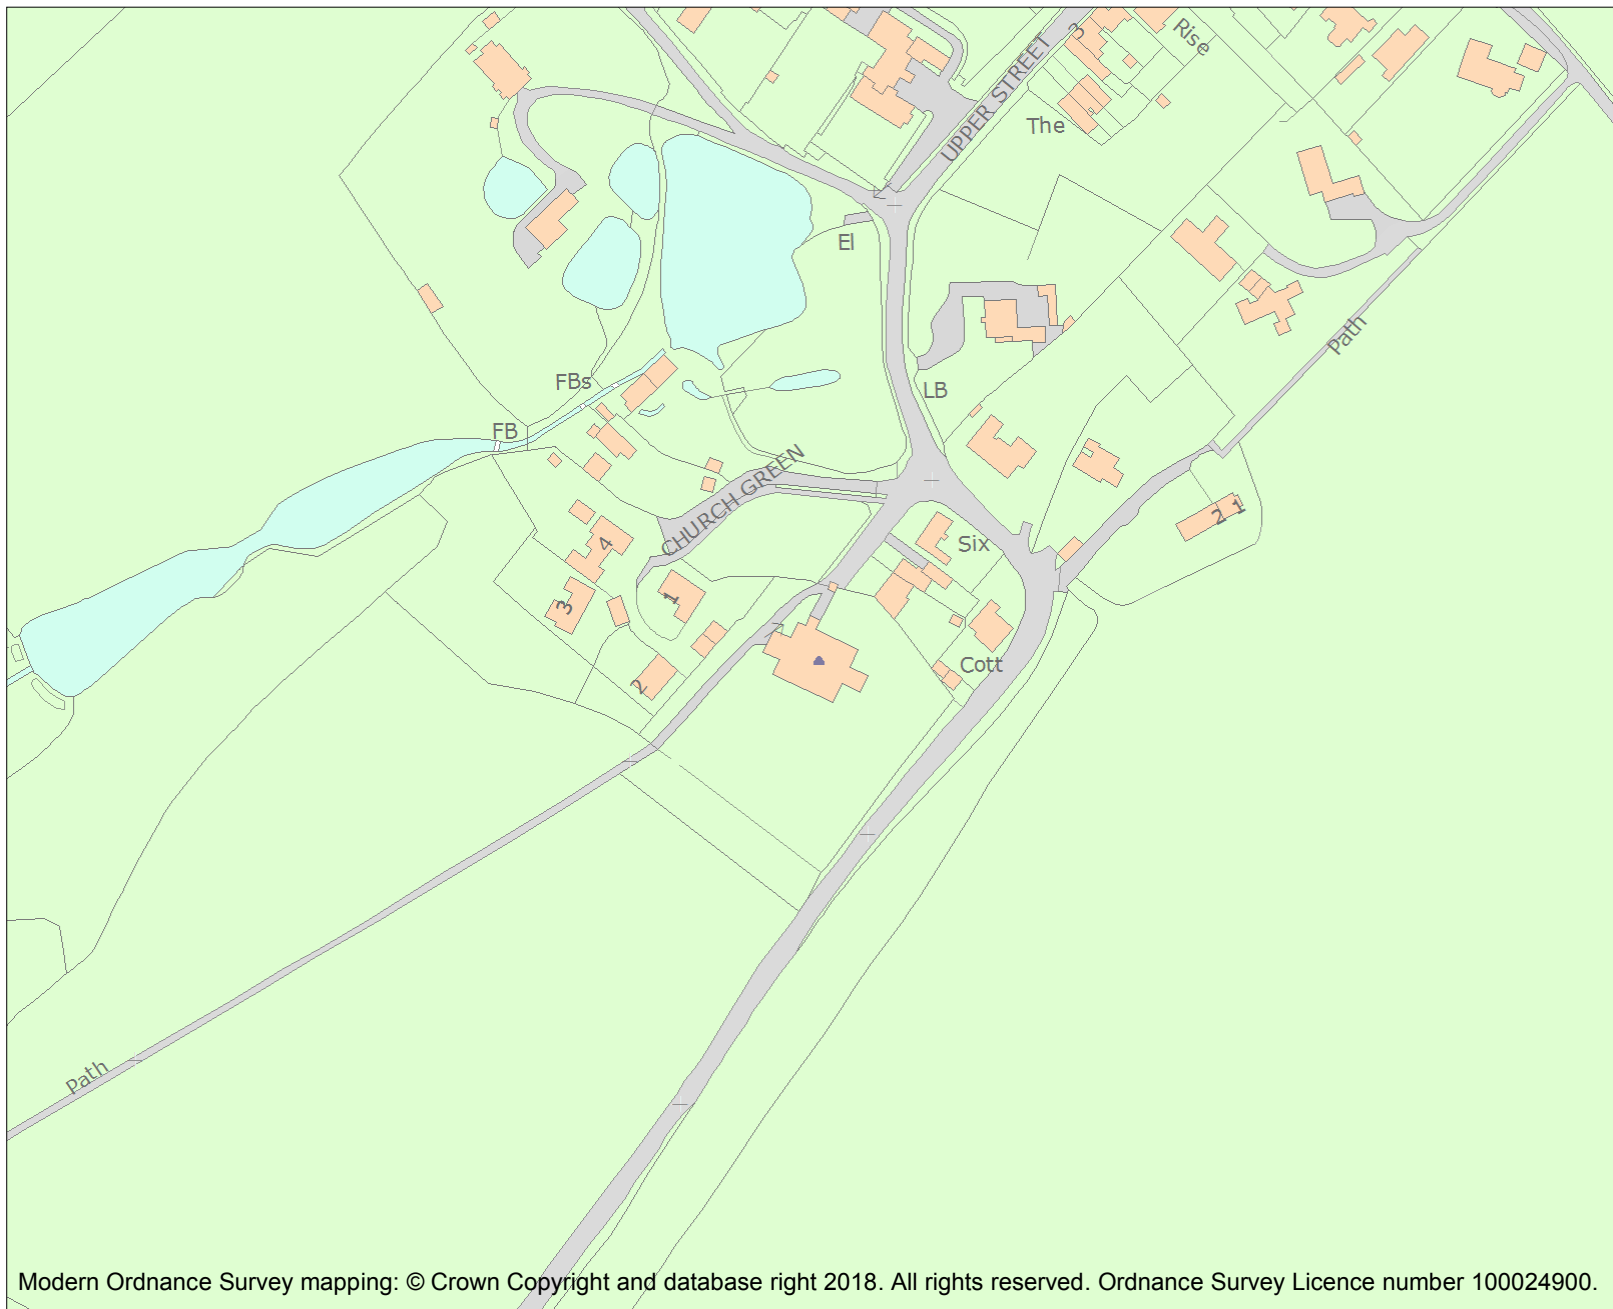 Rise
3
UPPER STREET
The
El
Path
FBs
LB
FB
CHURCH GREEN
2 1
Six
4
1
3
Cott
2
Path
Modern Ordnance Survey mapping: © Crown Copyright and database right 2018. All rights reserved. Ordnance Survey Licence number 100024900.